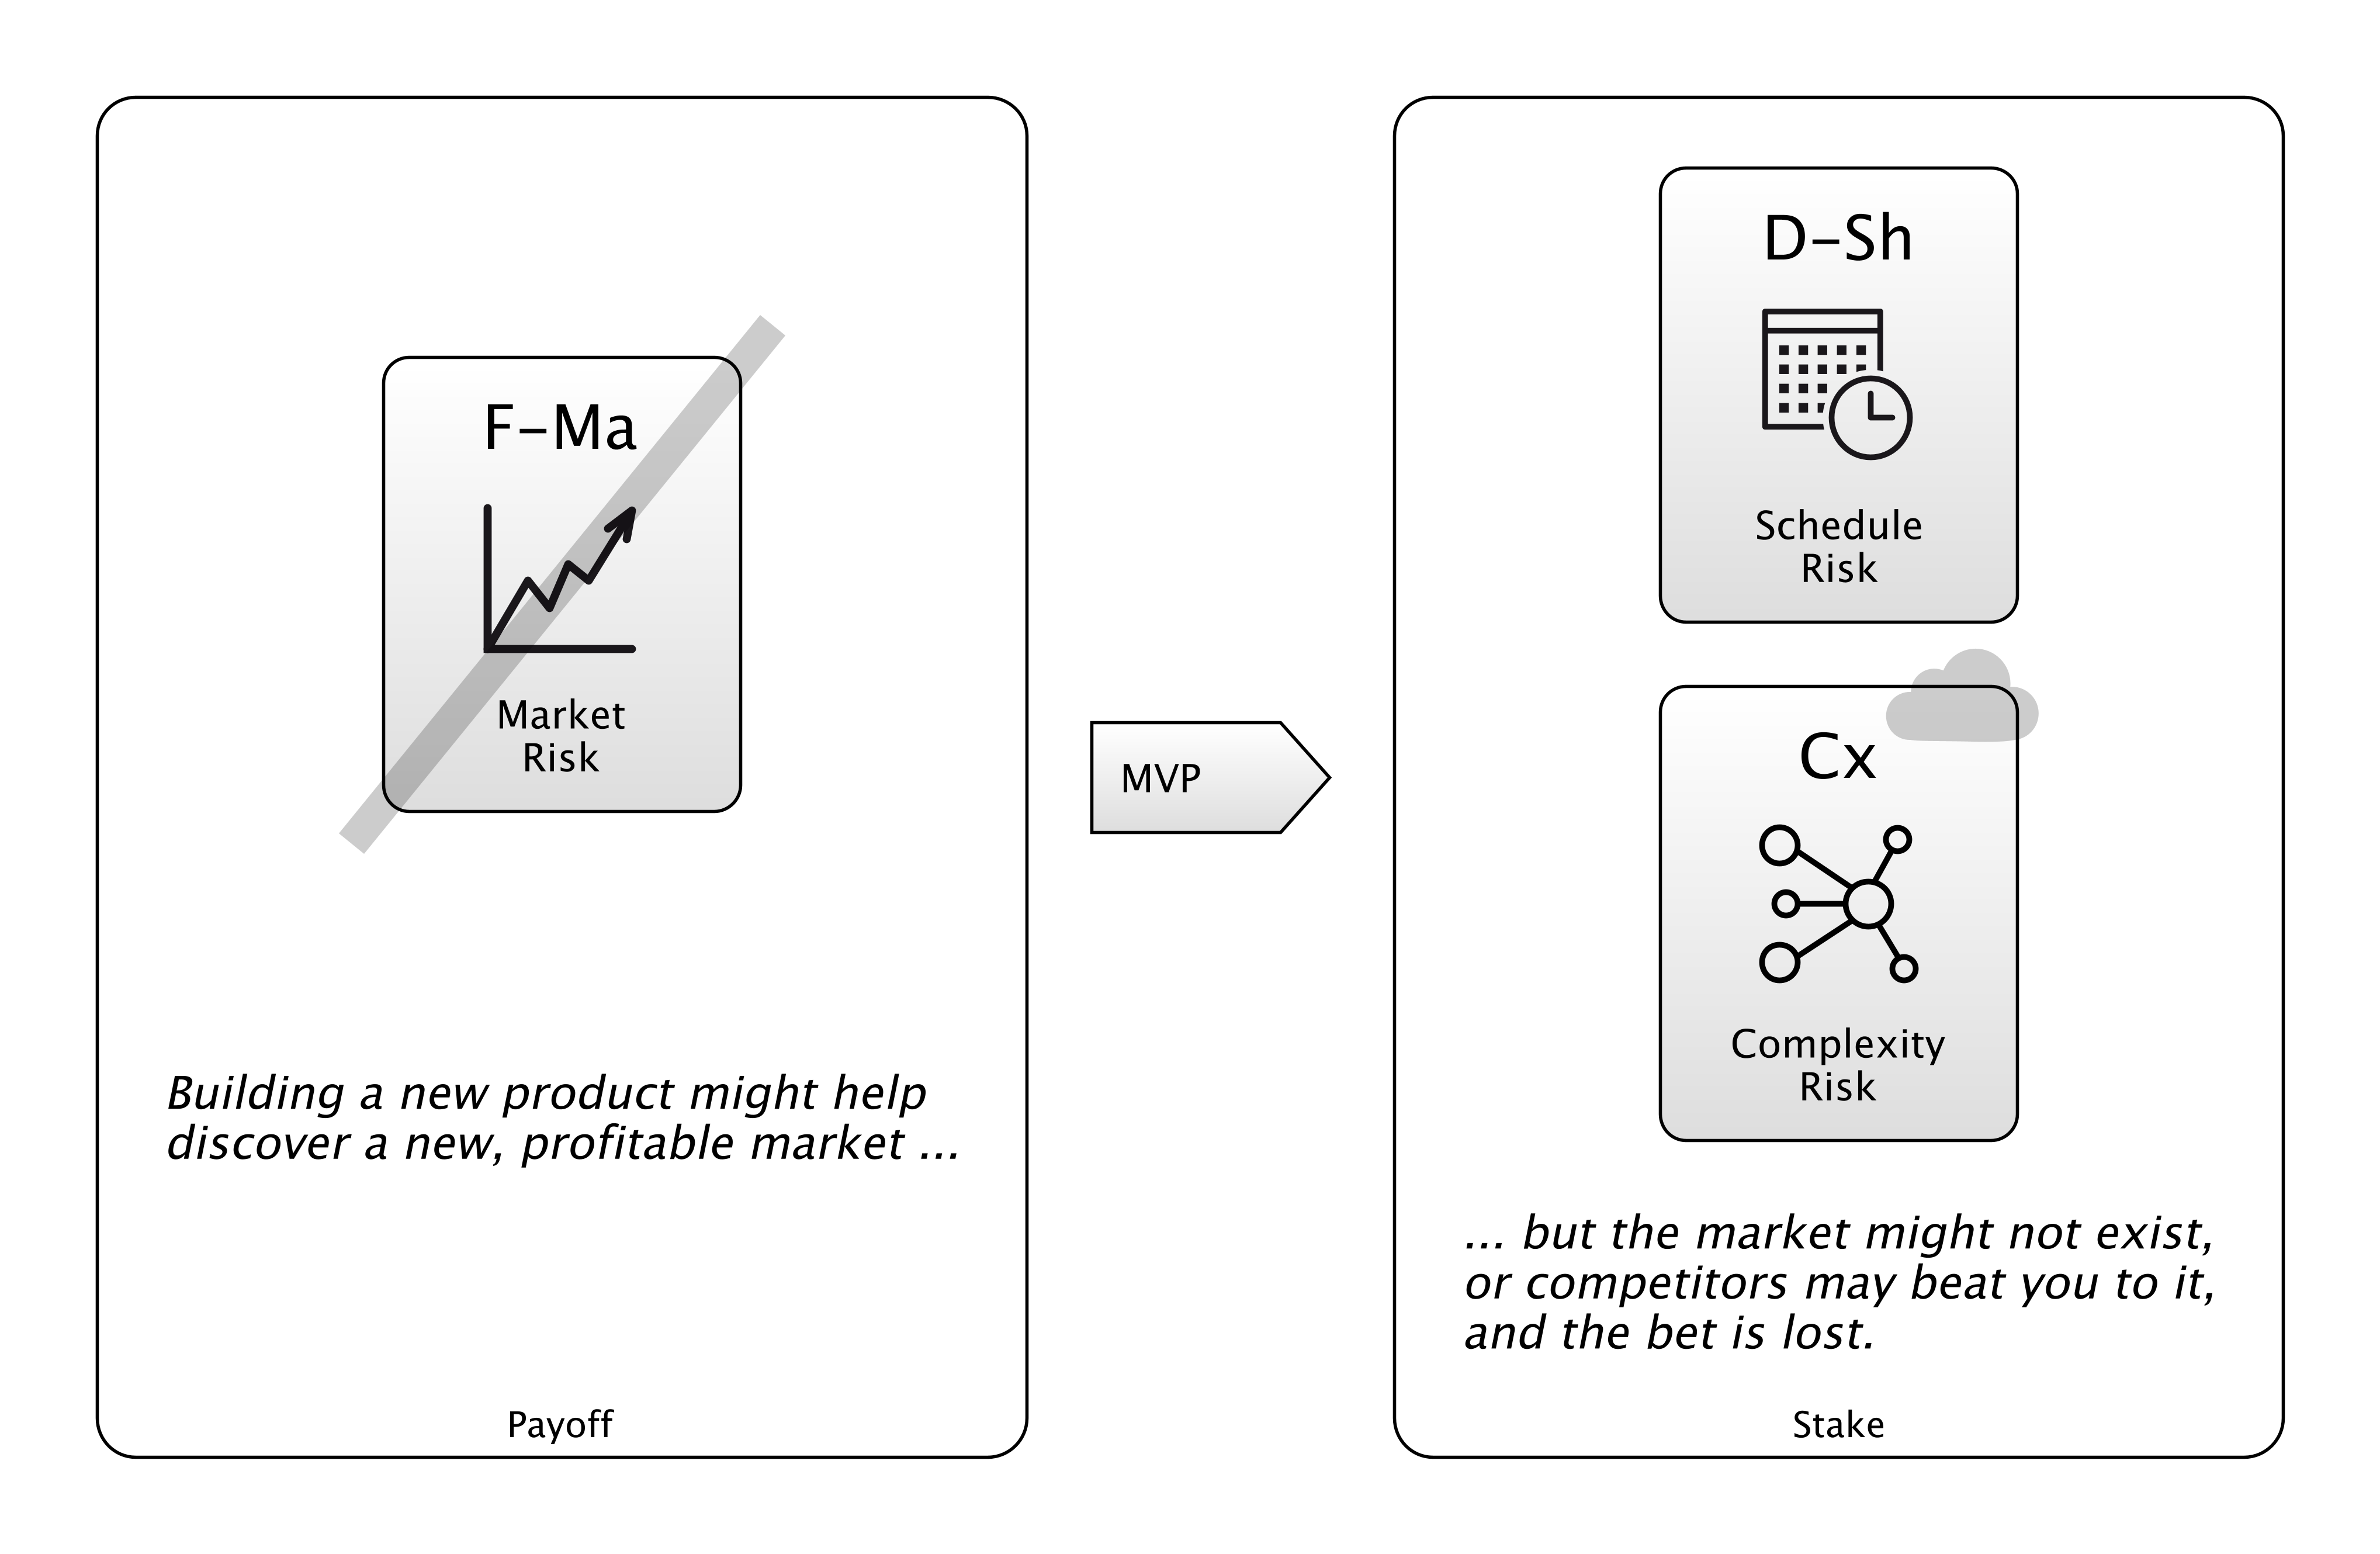 F–Ma
Market
Risk
Building a new product might help
discover a new, profitable market ...
Payoff
MVP
D–Sh
Schedule
Risk
Cx
Complexity
Risk
... but the market might not exist,
or competitors may beat you to it,
and the bet is lost.
Stake